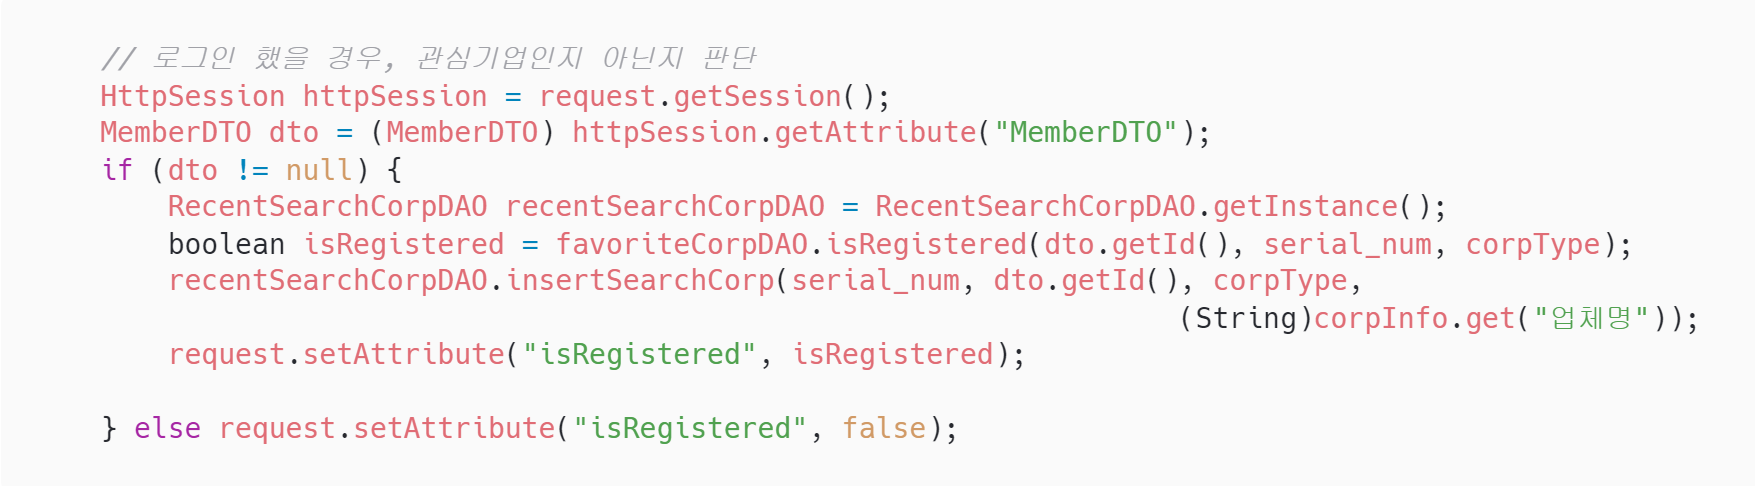 // 로그인 했을 경우, 관심기업인지 아닌지 판단
HttpSession httpSession = request.getSession();
MemberDTO dto = (MemberDTO) httpSession.getAttribute("MemberDTO");
if (dto != null) {
    RecentSearchCorpDAO recentSearchCorpDAO = RecentSearchCorpDAO.getInstance();
    boolean isRegistered = favoriteCorpDAO.isRegistered(dto.getId(), serial_num, corpType);
    recentSearchCorpDAO.insertSearchCorp(serial_num, dto.getId(), corpType,
                                                                (String)corpInfo.get("업체명"));
    request.setAttribute("isRegistered", isRegistered);
} else request.setAttribute("isRegistered", false);